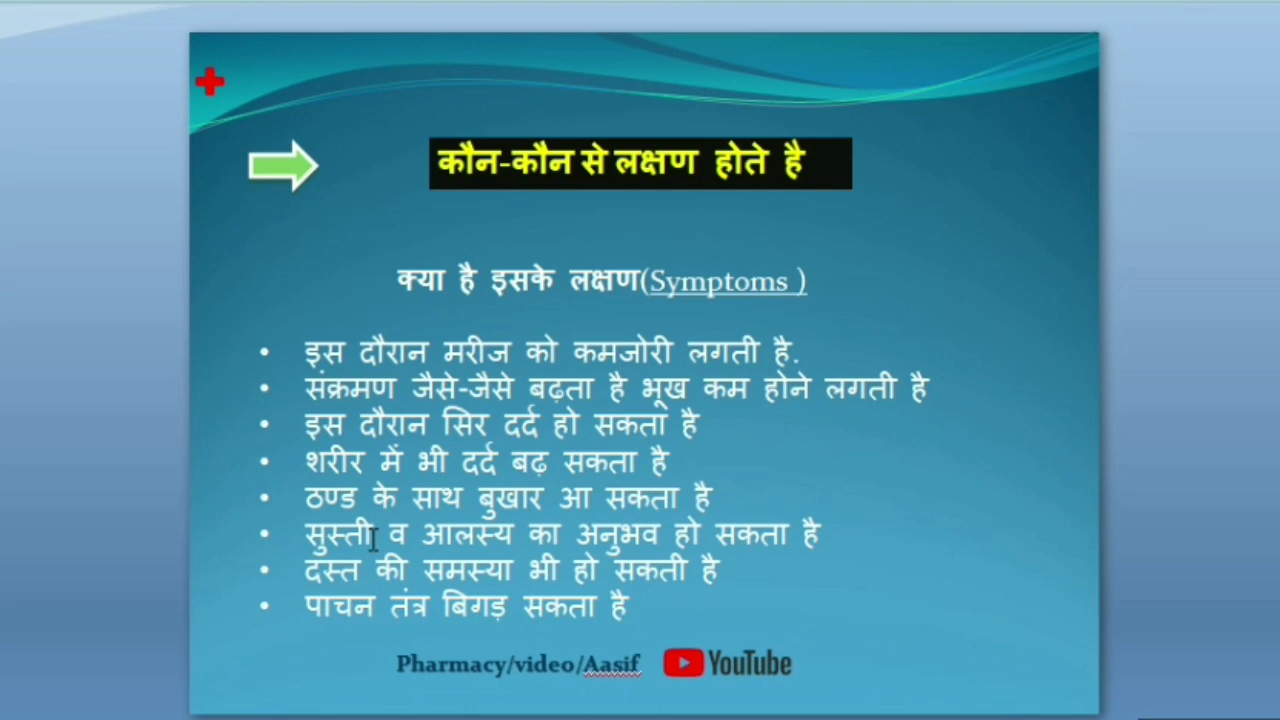 कौन-कौन से लक्षण होते है
क्या है इसके लक्षण(Symptoms )
• इस दौरान मरीज को कमजोरी लगती है.
• संक्रमण जैसे-जैसे बढ़ता है भूख कम होने लगती है
• इस दौरान सिर दर्द हो सकता है
• शरीर में भी दर्द बढ़ सकता है
• ठण्ड के साथ बुखार आ सकता है
• सुस्ती व आलस्य का अनुभव हो सकता है
• दस्त की समस्या भी हो सकती है
• पाचन तंत्र बिगड़ सकता है
Pharmacy/video/Aasif YouTube